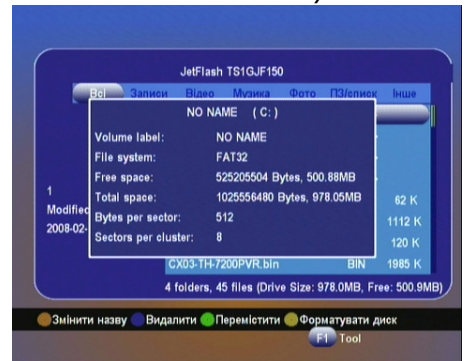 JetFlash TS1GJF150
Всі Записи Відео Музика Фото ПЗ/список Інше
NO NAME ( C: )
Volume label: NO NAME
File system: FAT32
Free space: 525205504 Bytes, 500.88MB
Total space: 1025556480 Bytes, 978.05MB
Bytes per sector: 512
Sectors per cluster: 8
1
Modified
2008-02-
62 K
1112 K
120 K
CX03-TH-7200PVR.bin BIN 1985 K
4 folders, 45 files (Drive Size: 978.0MB, Free: 500.9MB)
Змінити назву Видалити Перемістити Форматувати диск
F1 Tool